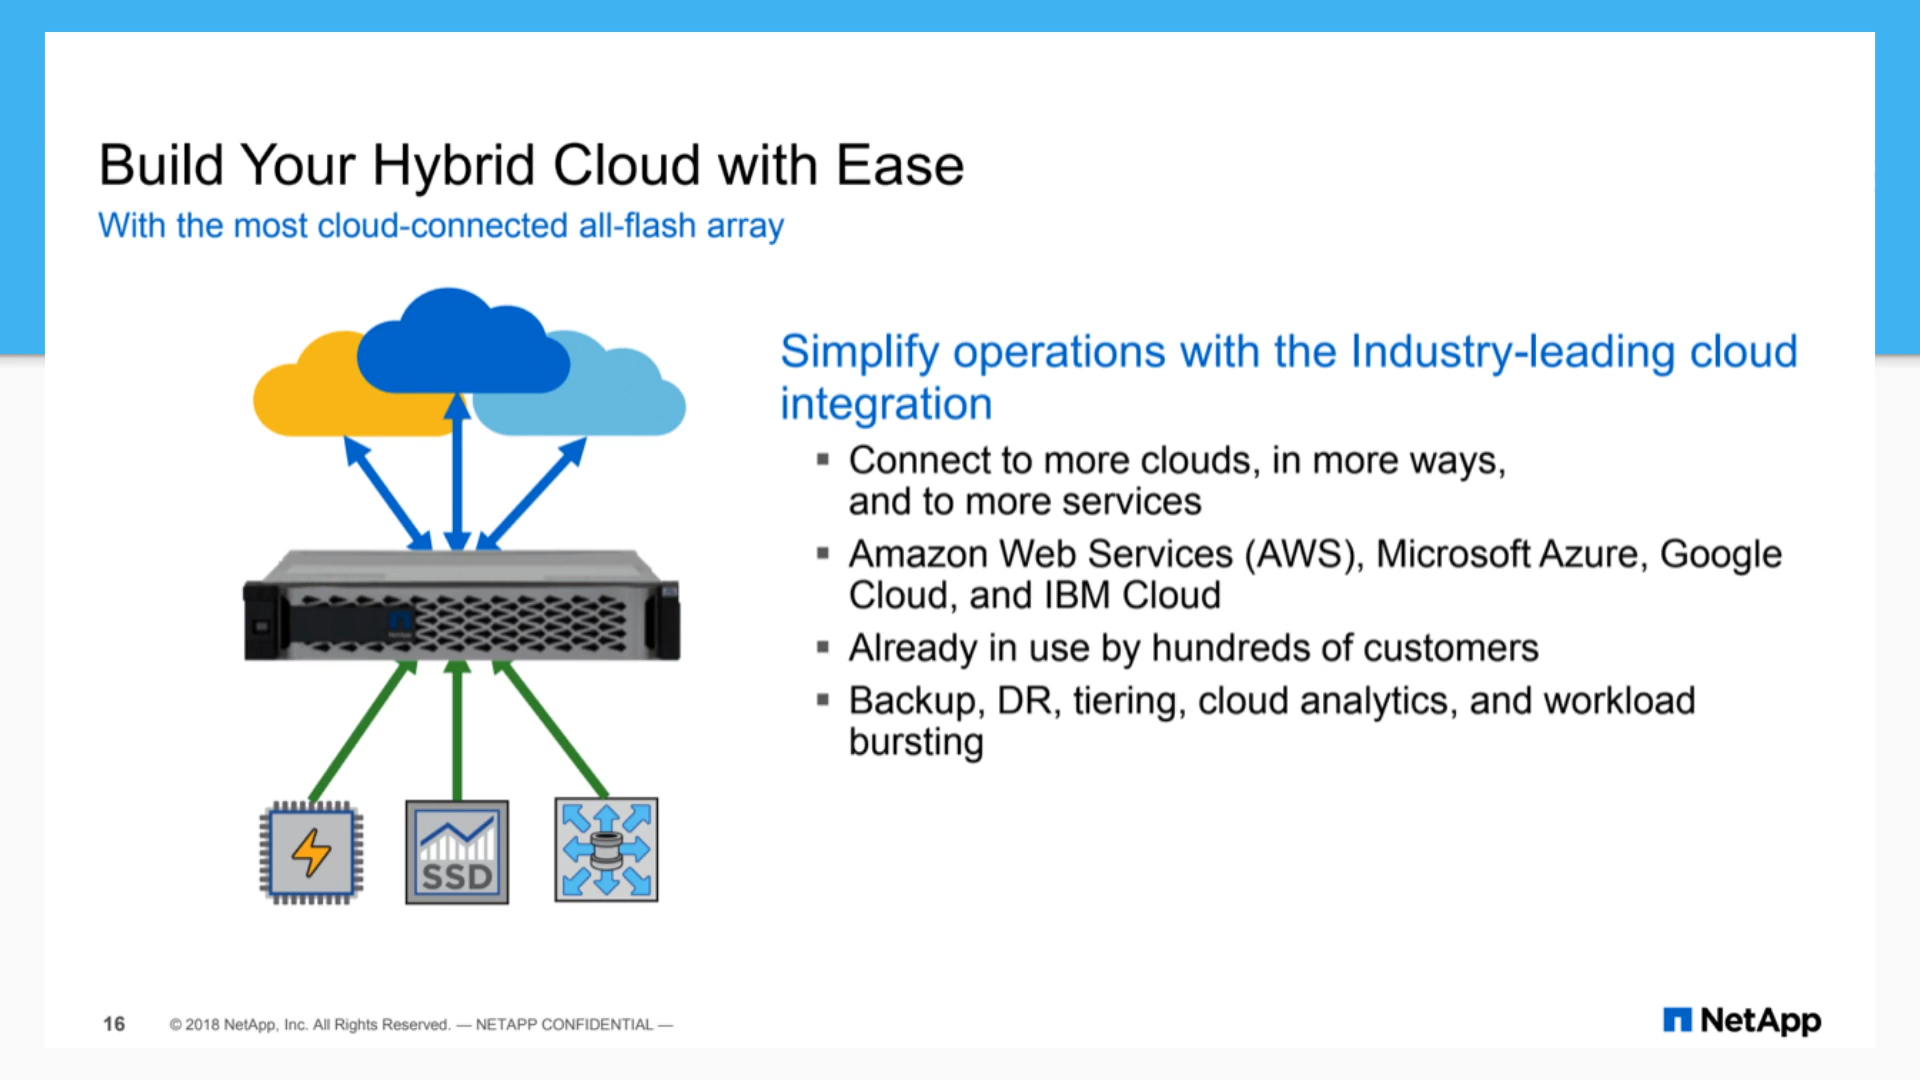 Build Your Hybrid Cloud with Ease
With the most cloud-connected all-flash array
Simplify operations with the Industry-leading cloud
integration
▪ Connect to more clouds, in more ways,
and to more services
▪ Amazon Web Services (AWS), Microsoft Azure, Google
Cloud, and IBM Cloud
▪ Already in use by hundreds of customers
▪ Backup, DR, tiering, cloud analytics, and workload
bursting
NetApp
SSD
16 © 2018 NetApp, Inc. All Rights Reserved. — NETAPP CONFIDENTIAL —
NetApp